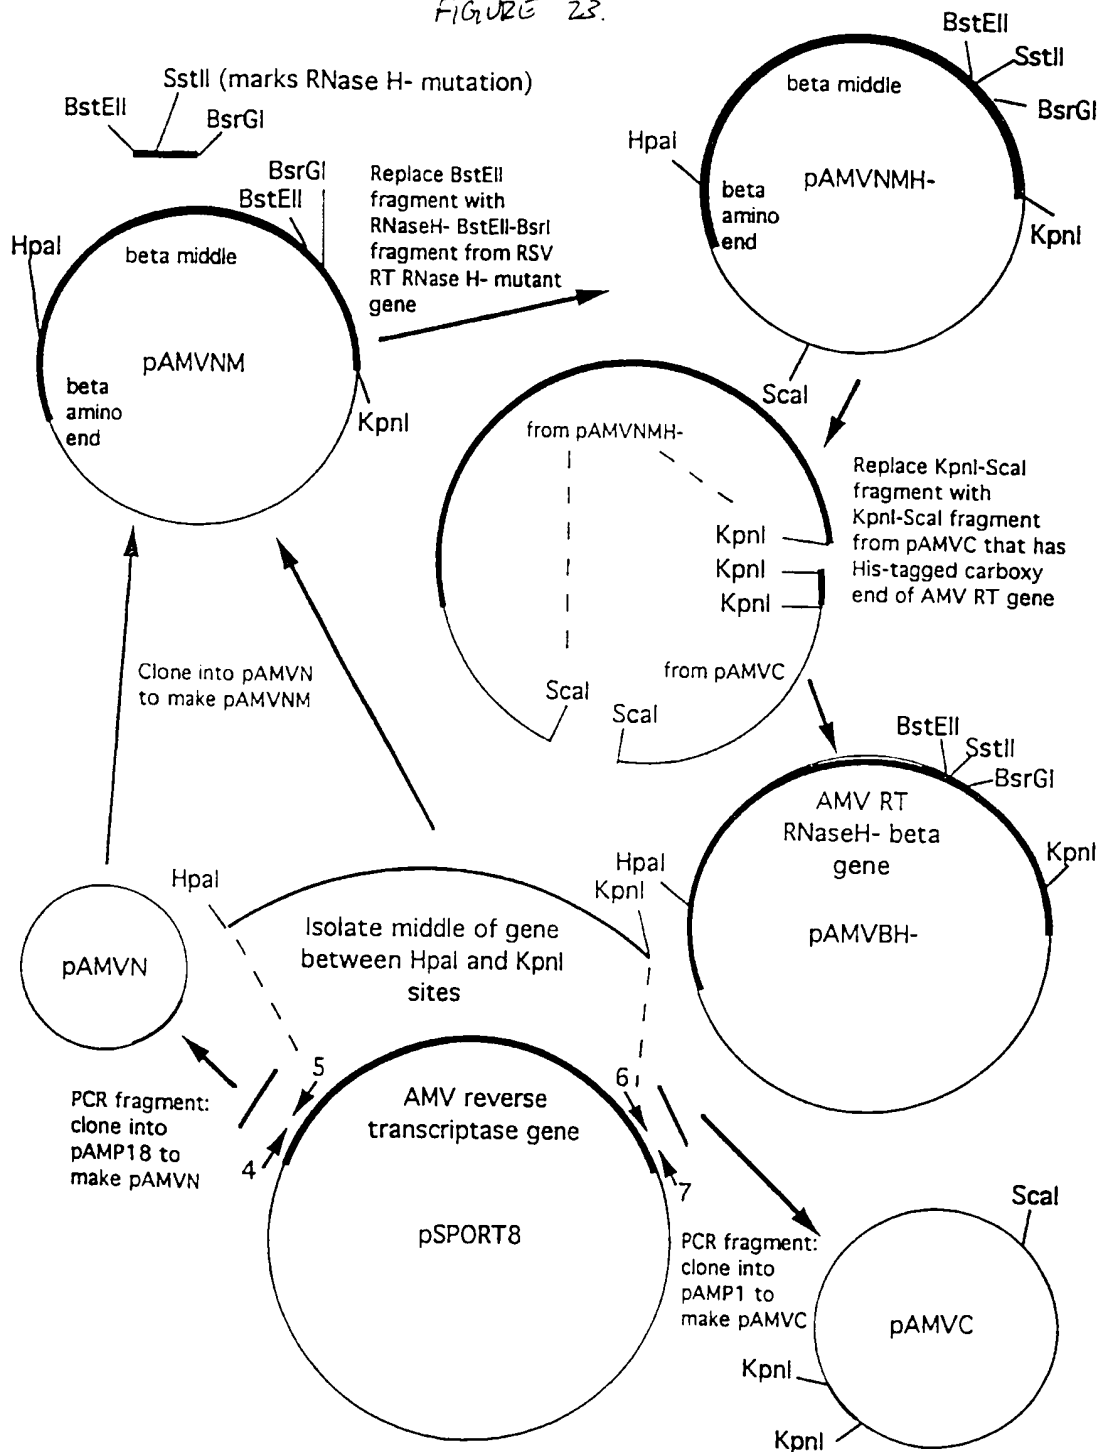 FIGURE 23.
SstII (marks RNase H- mutation)
BstEII
BsrGI
BsrGI
BstEII
HpaI
beta middle
pAMVNM
beta
amino
end
KpnI
Replace BstEII
fragment with
RNaseH- BstEII-BsrI
fragment from RSV
RT RNase H- mutant
gene
BstEII
SstII
BsrGI
beta middle
HpaI
pAMVNMH-
beta
amino
end
KpnI
ScaI
from pAMVNMH-
KpnI
KpnI
KpnI
from pAMVC
ScaI
ScaI
Replace KpnI-ScaI
fragment with
KpnI-ScaI fragment
from pAMVC that has
His-tagged carboxy
end of AMV RT gene
Clone into pAMVN
to make pAMVNM
BstEII
SstII
BsrGI
AMV RT
RNaseH- beta
gene
HpaI
KpnI
pAMVBH-
HpaI
KpnI
Isolate middle of gene
between HpaI and KpnI
sites
pAMVN
PCR fragment:
clone into
pAMP18 to
make pAMVN
5
4
6
7
AMV reverse
transcriptase gene
pSPORT8
PCR fragment:
clone into
pAMP1 to
make pAMVC
ScaI
pAMVC
KpnI
KpnI